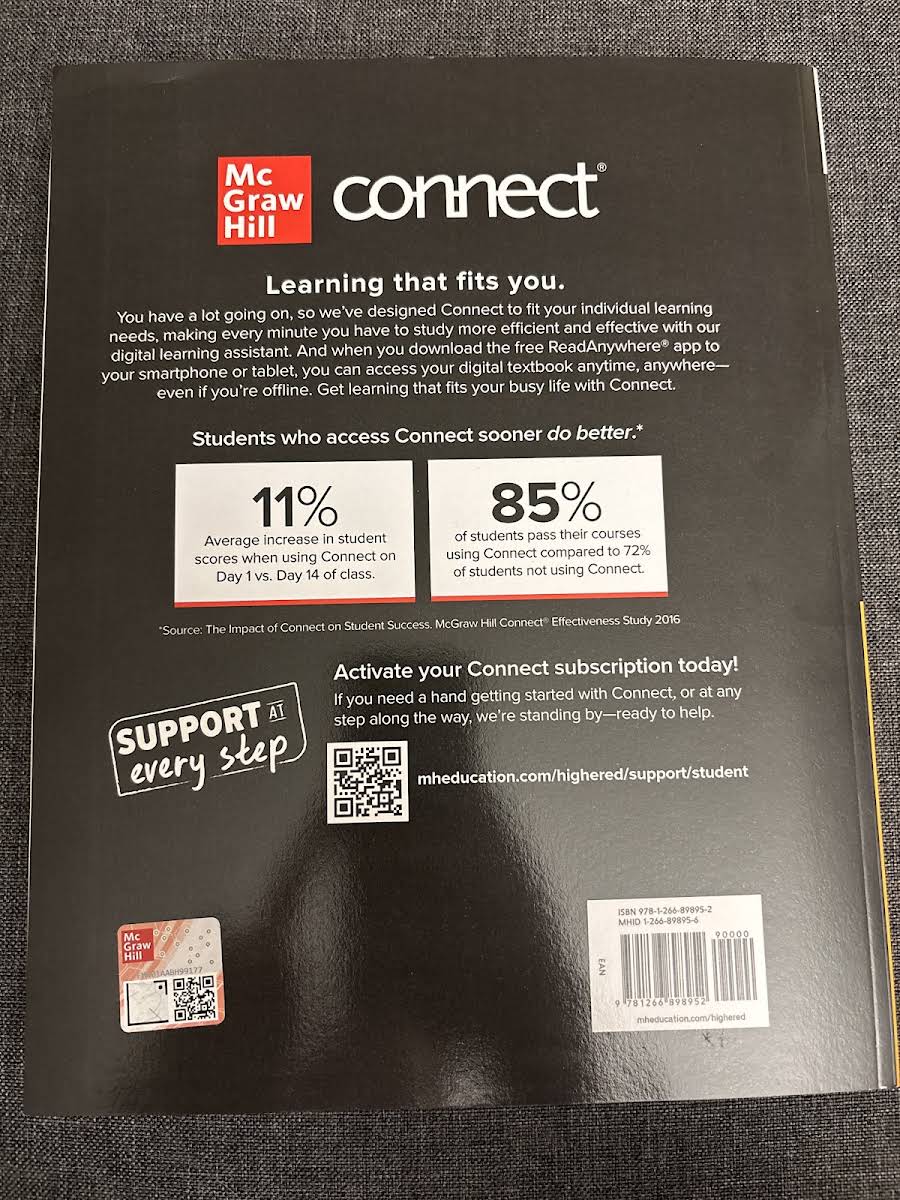 Mc
Graw
Hill
connect®
Learning that fits you.
You have a lot going on, so we've designed Connect to fit your individual learning
needs, making every minute you have to study more efficient and effective with our
digital learning assistant. And when you download the free ReadAnywhere® app to
your smartphone or tablet, you can access your digital textbook anytime, anywhere—
even if you're offline. Get learning that fits your busy life with Connect.
Students who access Connect sooner do better.*
11%
Average increase in student
scores when using Connect on
Day 1 vs. Day 14 of class.
85%
of students pass their courses
using Connect compared to 72%
of students not using Connect.
*Source: The Impact of Connect on Student Success. McGraw Hill Connect® Effectiveness Study 2016
SUPPORT AT
every step
Activate your Connect subscription today!
If you need a hand getting started with Connect, or at any
step along the way, we're standing by—ready to help.
mheducation.com/highered/support/student
Mc
Graw
Hill
ISBN 978-1-266-89895-2
MHID 1-266-89895-6
90000
EAN
9 781266 898952
mheducation.com/highered